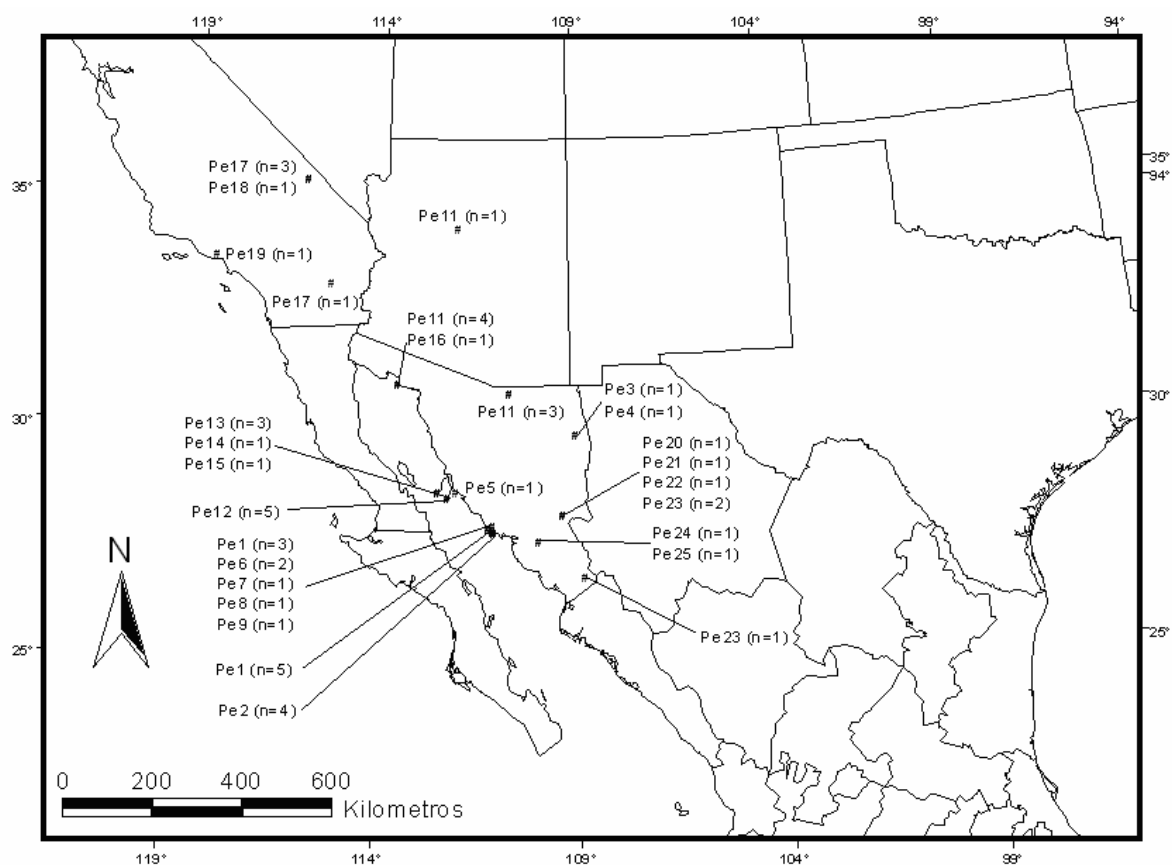 119° 114° 109° 104° 99° 94°
35°
34°
35°
Pe17 (n=3)
Pe18 (n=1)
Pe11 (n=1)
Pe19 (n=1)
Pe17 (n=1)
Pe11 (n=4)
Pe16 (n=1)
30°
30°
Pe3 (n=1)
Pe4 (n=1)
Pe11 (n=3)
Pe13 (n=3)
Pe14 (n=1)
Pe15 (n=1)
Pe20 (n=1)
Pe21 (n=1)
Pe22 (n=1)
Pe23 (n=2)
Pe5 (n=1)
Pe12 (n=5)
Pe24 (n=1)
Pe25 (n=1)
N
Pe1 (n=3)
Pe6 (n=2)
Pe7 (n=1)
Pe8 (n=1)
Pe9 (n=1)
Pe23 (n=1)
25°
25°
Pe1 (n=5)
Pe2 (n=4)
0 200 400 600
Kilometros
119° 114° 109° 104° 99°